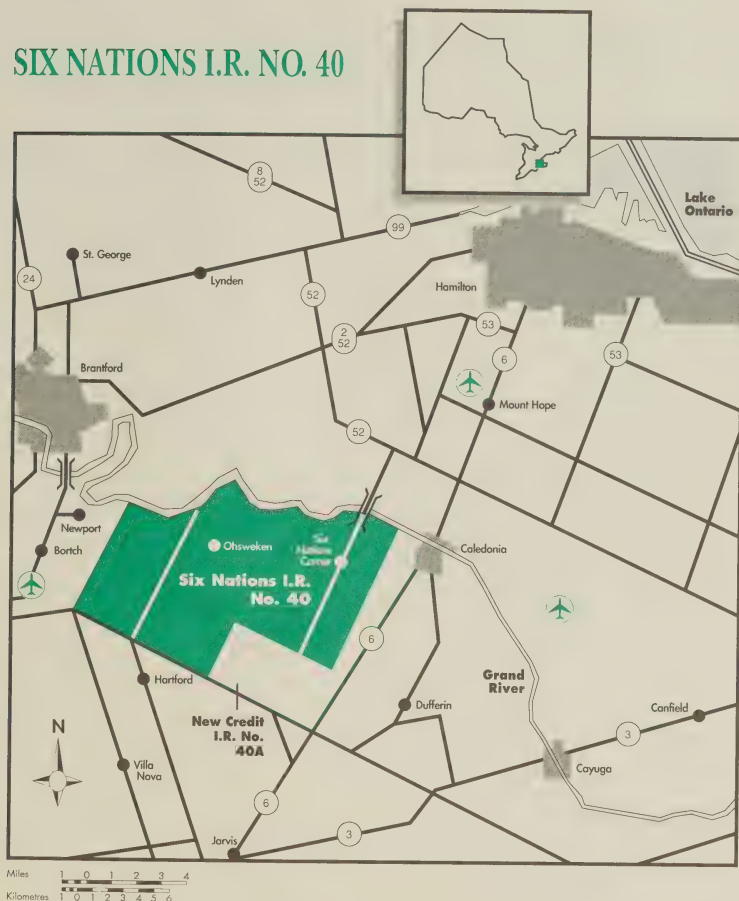 SIX NATIONS I.R. NO. 40
Lake
Ontario
8
52
99
St. George
Lynden
24
52
Hamilton
2
52
53
6
53
Brantford
Mount Hope
52
Newport
Bortch
Ohsweken
Six
Nations
Corner
Caledonia
Six Nations I.R.
No. 40
6
Hartford
Grand
River
New Credit
I.R. No.
40A
Dufferin
Canfield
3
N
Villa
Nova
Cayuga
6
3
Jarvis
Miles 1 0 1 2 3 4
Kilometres 1 0 1 2 3 4 5 6